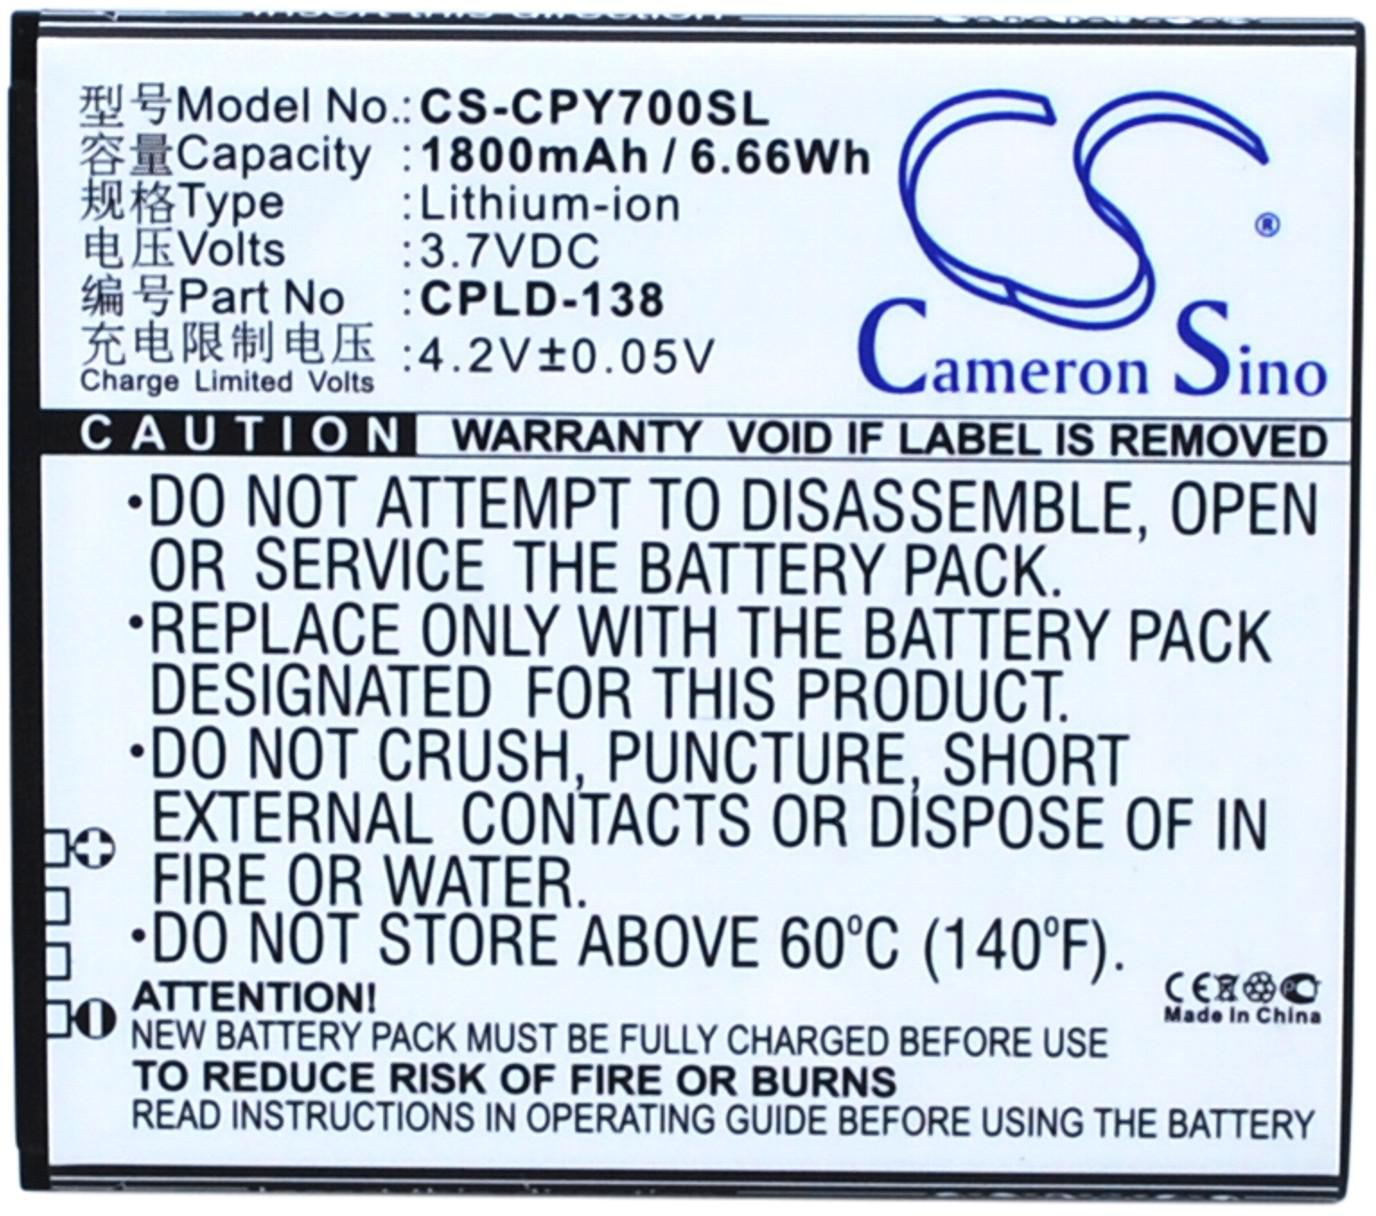 Insert this direction
型号Model No.:CS-CPY700SL
容量Capacity :1800mAh / 6.66Wh
规格Type :Lithium-ion
电压Volts :3.7VDC
编号Part No :CPLD-138
充电限制电压 :4.2V±0.05V
Charge Limited Volts
CS®
Cameron Sino
CAUTION WARRANTY VOID IF LABEL IS REMOVED
•DO NOT ATTEMPT TO DISASSEMBLE, OPEN
OR SERVICE THE BATTERY PACK.
•REPLACE ONLY WITH THE BATTERY PACK
DESIGNATED FOR THIS PRODUCT.
•DO NOT CRUSH, PUNCTURE, SHORT
EXTERNAL CONTACTS OR DISPOSE OF IN
FIRE OR WATER.
•DO NOT STORE ABOVE 60°C (140°F).
CE
Made In China
ATTENTION!
NEW BATTERY PACK MUST BE FULLY CHARGED BEFORE USE
TO REDUCE RISK OF FIRE OR BURNS
READ INSTRUCTIONS IN OPERATING GUIDE BEFORE USING THE BATTERY